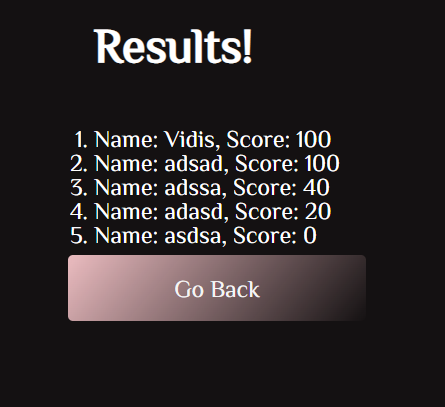 Results!
1. Name: Vidis, Score: 100
2. Name: adsad, Score: 100
3. Name: adssa, Score: 40
4. Name: adasd, Score: 20
5. Name: asdsa, Score: 0
Go Back